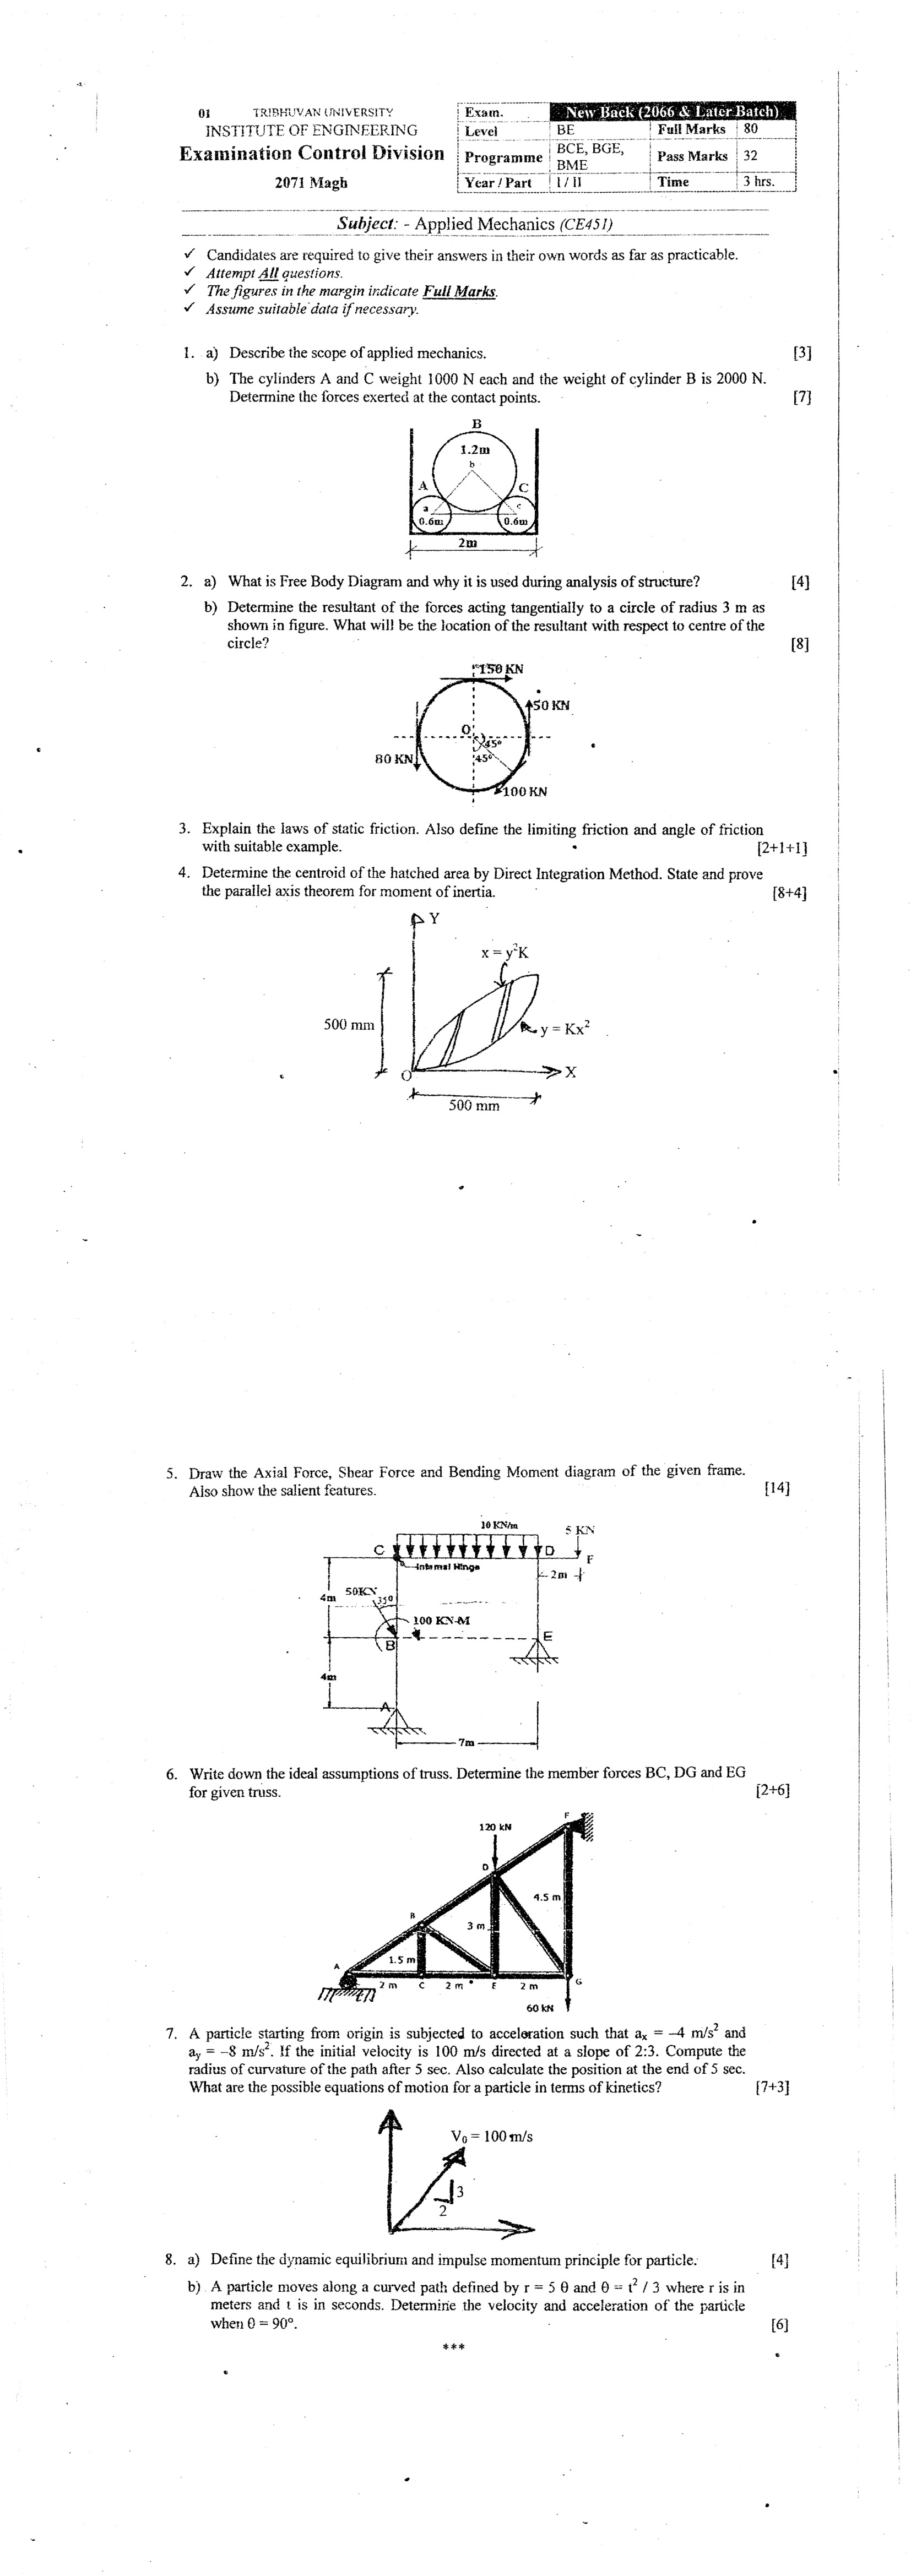 01 TRIBHUVAN UNIVERSITY
INSTITUTE OF ENGINEERING
Examination Control Division
2071 Magh
Exam. New Back (2066 & Later Batch)
Level BE Full Marks 80
Programme BCE, BGE, BME Pass Marks 32
Year / Part I / II Time 3 hrs.
Subject: - Applied Mechanics (CE451)
✓ Candidates are required to give their answers in their own words as far as practicable.
✓ Attempt All questions.
✓ The figures in the margin indicate Full Marks.
✓ Assume suitable data if necessary.
1. a) Describe the scope of applied mechanics. [3]
b) The cylinders A and C weight 1000 N each and the weight of cylinder B is 2000 N.
Determine the forces exerted at the contact points. [7]
B
1.2m
b
A C
a c
0.6m 0.6m
2m
2. a) What is Free Body Diagram and why it is used during analysis of structure? [4]
b) Determine the resultant of the forces acting tangentially to a circle of radius 3 m as
shown in figure. What will be the location of the resultant with respect to centre of the
circle? [8]
150 KN
50 KN
O
45°
45°
80 KN
100 KN
3. Explain the laws of static friction. Also define the limiting friction and angle of friction
with suitable example. [2+1+1]
4. Determine the centroid of the hatched area by Direct Integration Method. State and prove
the parallel axis theorem for moment of inertia. [8+4]
Y
x = y²K
500 mm
y = Kx²
O X
500 mm
5. Draw the Axial Force, Shear Force and Bending Moment diagram of the given frame.
Also show the salient features. [14]
10 KN/m
5 KN
C D F
Internal Hinge
2m
4m
50KN
35°
100 KN-M
B E
4m
A
7m
6. Write down the ideal assumptions of truss. Determine the member forces BC, DG and EG
for given truss. [2+6]
F
120 kN
D
4.5 m
B
3 m
A
1.5 m
2 m C 2 m E 2 m G
60 kN
7. A particle starting from origin is subjected to acceleration such that aₓ = –4 m/s² and
a_y = –8 m/s². If the initial velocity is 100 m/s directed at a slope of 2:3. Compute the
radius of curvature of the path after 5 sec. Also calculate the position at the end of 5 sec.
What are the possible equations of motion for a particle in terms of kinetics? [7+3]
V₀ = 100 m/s
3
2
8. a) Define the dynamic equilibrium and impulse momentum principle for particle. [4]
b) A particle moves along a curved path defined by r = 5 θ and θ = t² / 3 where r is in
meters and t is in seconds. Determine the velocity and acceleration of the particle
when θ = 90°. [6]
***